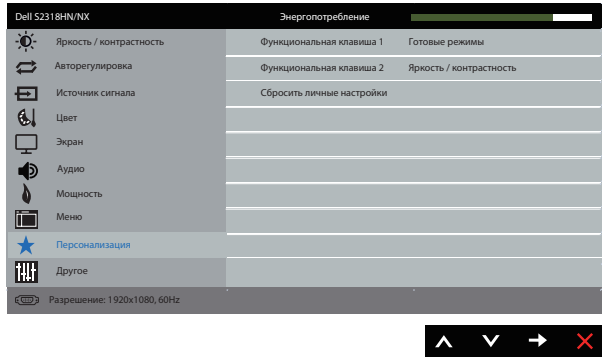 Dell S2318HN/NX Энергопотребление
Яркость / контрастность Функциональная клавиша 1 Готовые режимы
Авторегулировка Функциональная клавиша 2 Яркость / контрастность
Источник сигнала Сбросить личные настройки
Цвет
Экран
Аудио
Мощность
Меню
Персонализация
Другое
Разрешение: 1920x1080, 60Hz